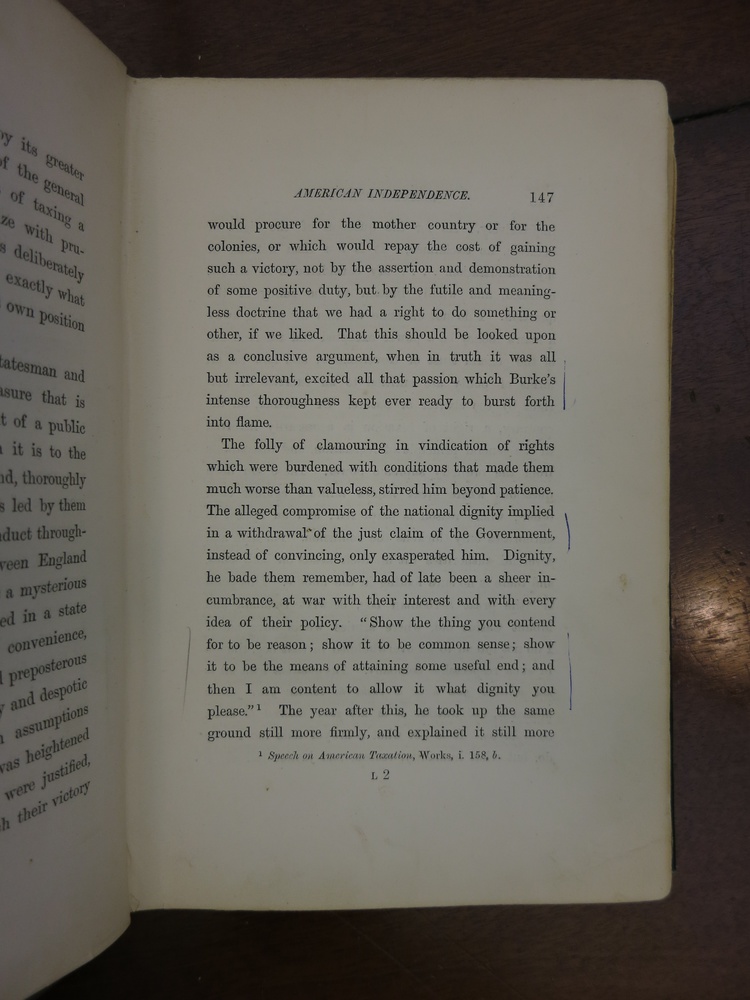 by its greater
of the general
of taxing a
ze with pru-
s deliberately
exactly what
own position
tatesman and
asure that is
t of a public
it is to the
nd, thoroughly
s led by them
duct through-
ween England
a mysterious
ed in a state
convenience,
preposterous
y and despotic
assumptions
was heightened
were justified,
h their victory
AMERICAN INDEPENDENCE. 147
would procure for the mother country or for the
colonies, or which would repay the cost of gaining
such a victory, not by the assertion and demonstration
of some positive duty, but by the futile and meaning-
less doctrine that we had a right to do something or
other, if we liked. That this should be looked upon
as a conclusive argument, when in truth it was all
but irrelevant, excited all that passion which Burke's
intense thoroughness kept ever ready to burst forth
into flame.
The folly of clamouring in vindication of rights
which were burdened with conditions that made them
much worse than valueless, stirred him beyond patience.
The alleged compromise of the national dignity implied
in a withdrawal of the just claim of the Government,
instead of convincing, only exasperated him. Dignity,
he bade them remember, had of late been a sheer in-
cumbrance, at war with their interest and with every
idea of their policy. "Show the thing you contend
for to be reason; show it to be common sense; show
it to be the means of attaining some useful end; and
then I am content to allow it what dignity you
please."¹ The year after this, he took up the same
ground still more firmly, and explained it still more
¹ Speech on American Taxation, Works, i. 158, b.
L 2